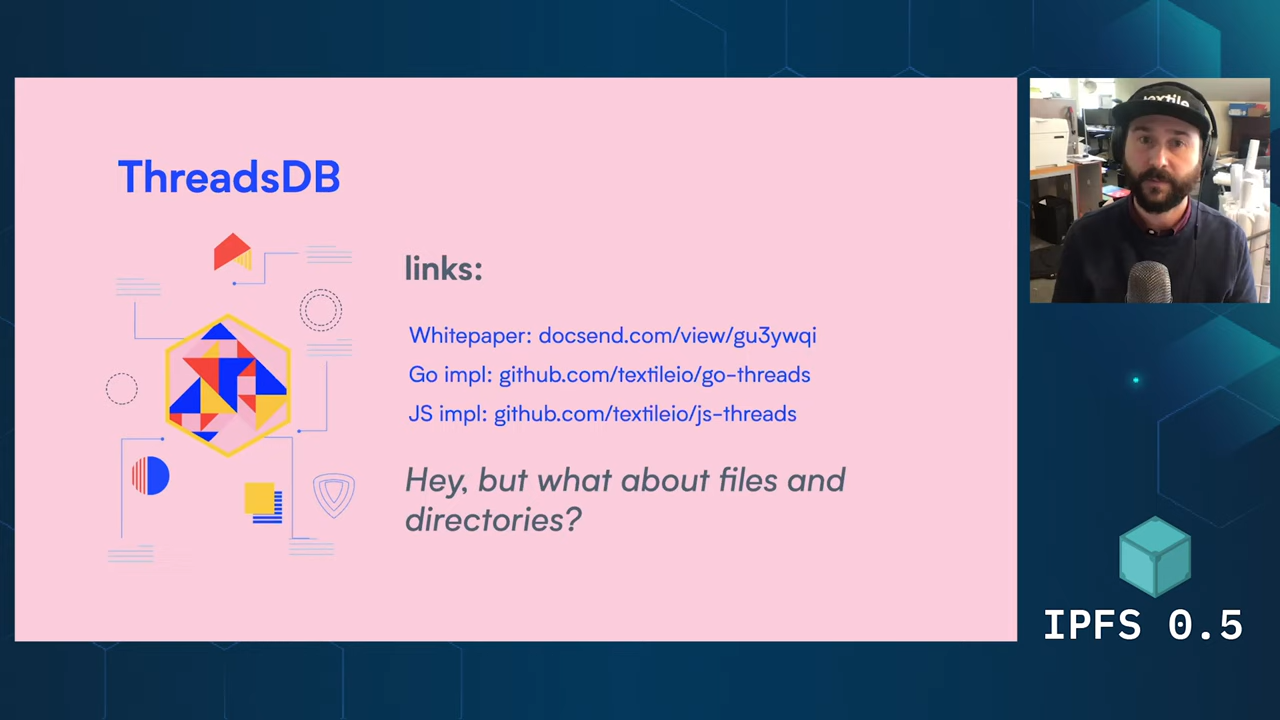 ThreadsDB
links:
Whitepaper: docsend.com/view/gu3ywqi
Go impl: github.com/textileio/go-threads
JS impl: github.com/textileio/js-threads
Hey, but what about files and
directories?
textile
IPFS 0.5